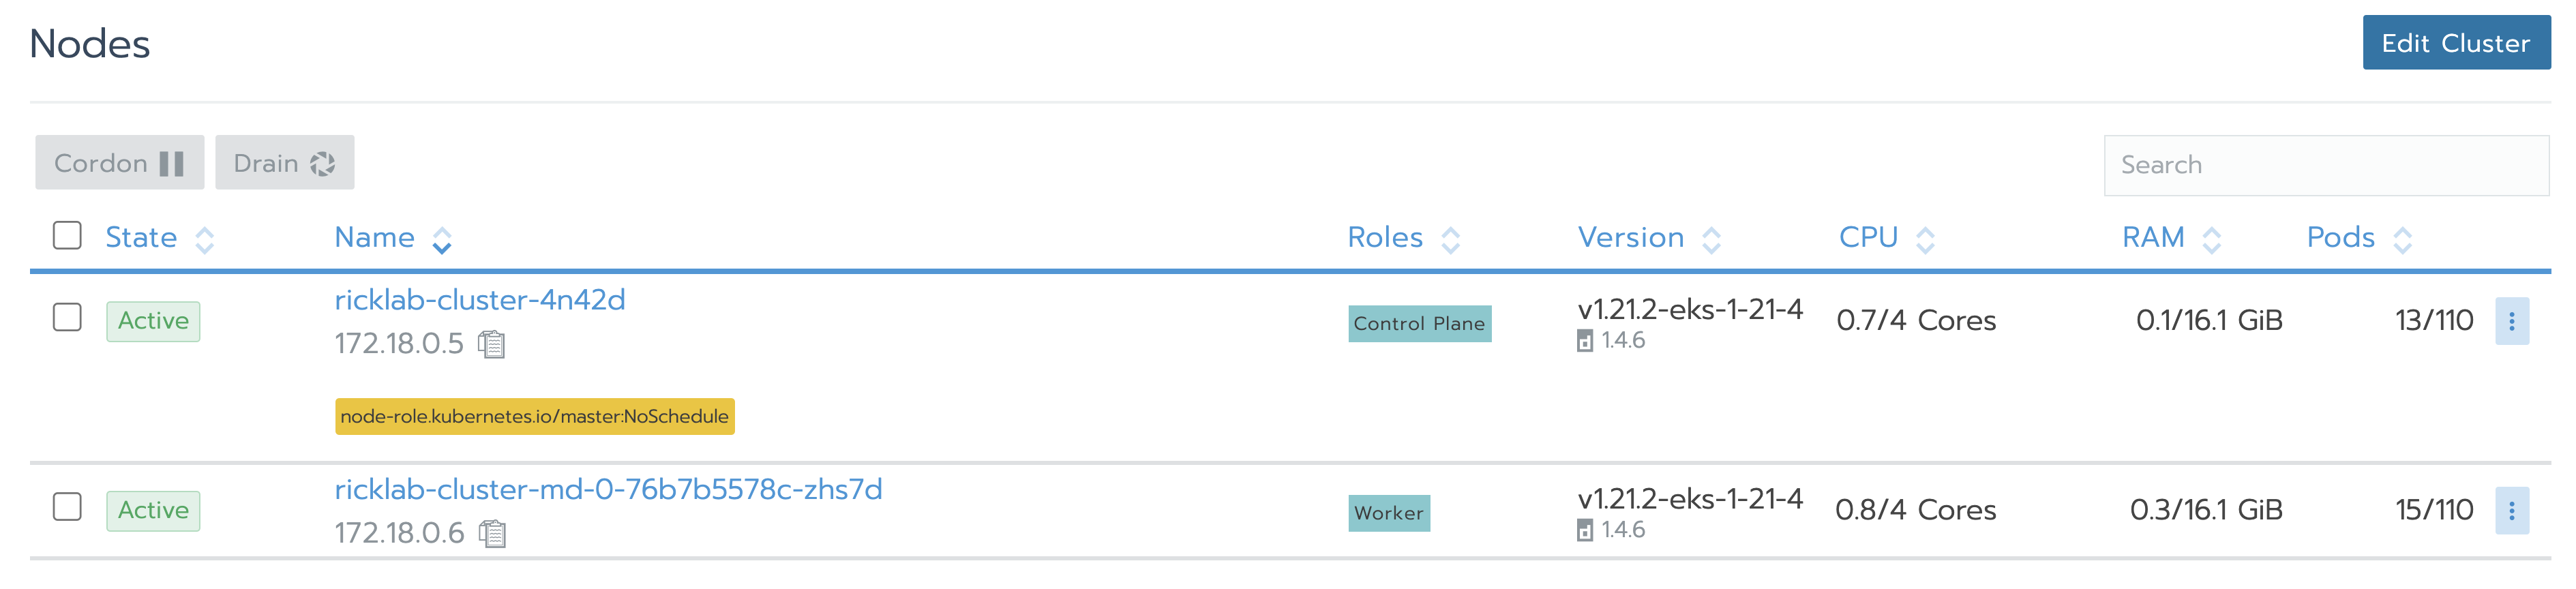 Nodes
Edit Cluster
Cordon Drain
Search
State Name Roles Version CPU RAM Pods
Active ricklab-cluster-4n42d Control Plane v1.21.2-eks-1-21-4 0.7/4 Cores 0.1/16.1 GiB 13/110
172.18.0.5 1.4.6
node-role.kubernetes.io/master:NoSchedule
Active ricklab-cluster-md-0-76b7b5578c-zhs7d Worker v1.21.2-eks-1-21-4 0.8/4 Cores 0.3/16.1 GiB 15/110
172.18.0.6 1.4.6